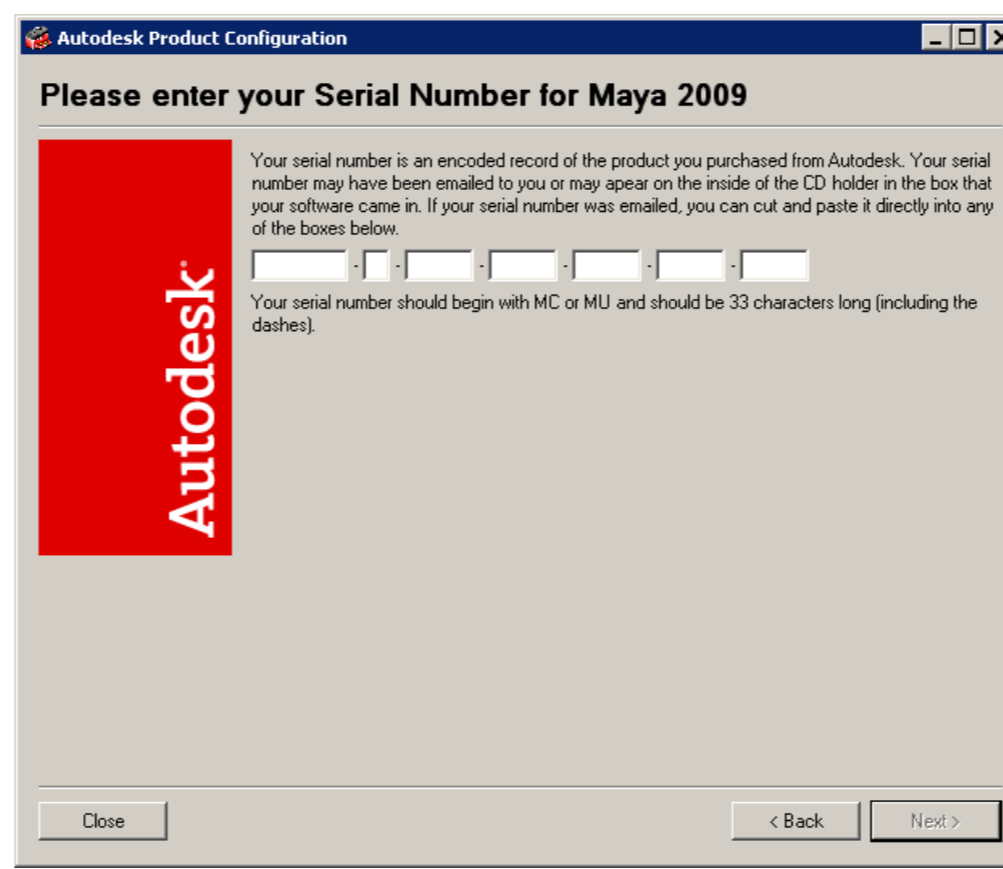 Autodesk Product Configuration
Please enter your Serial Number for Maya 2009
Autodesk
Your serial number is an encoded record of the product you purchased from Autodesk. Your serial
number may have been emailed to you or may apear on the inside of the CD holder in the box that
your software came in. If your serial number was emailed, you can cut and paste it directly into any
of the boxes below.
- - - - - -
Your serial number should begin with MC or MU and should be 33 characters long (including the
dashes).
Close
< Back
Next >